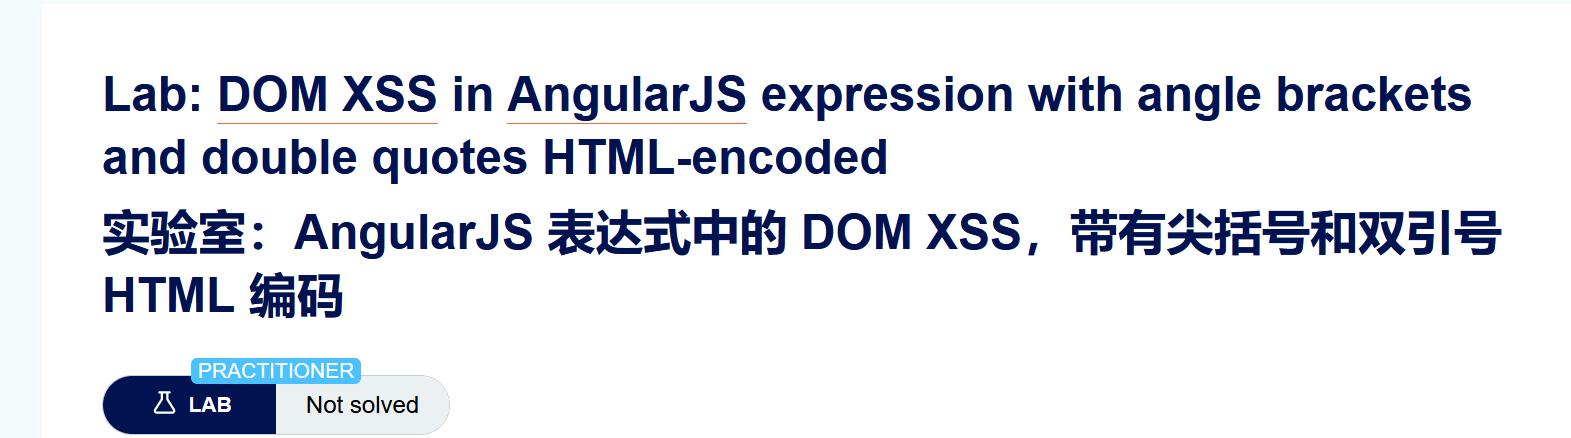 Lab: DOM XSS in AngularJS expression with angle brackets
and double quotes HTML-encoded
实验室：AngularJS 表达式中的 DOM XSS，带有尖括号和双引号
HTML 编码
PRACTITIONER
LAB Not solved